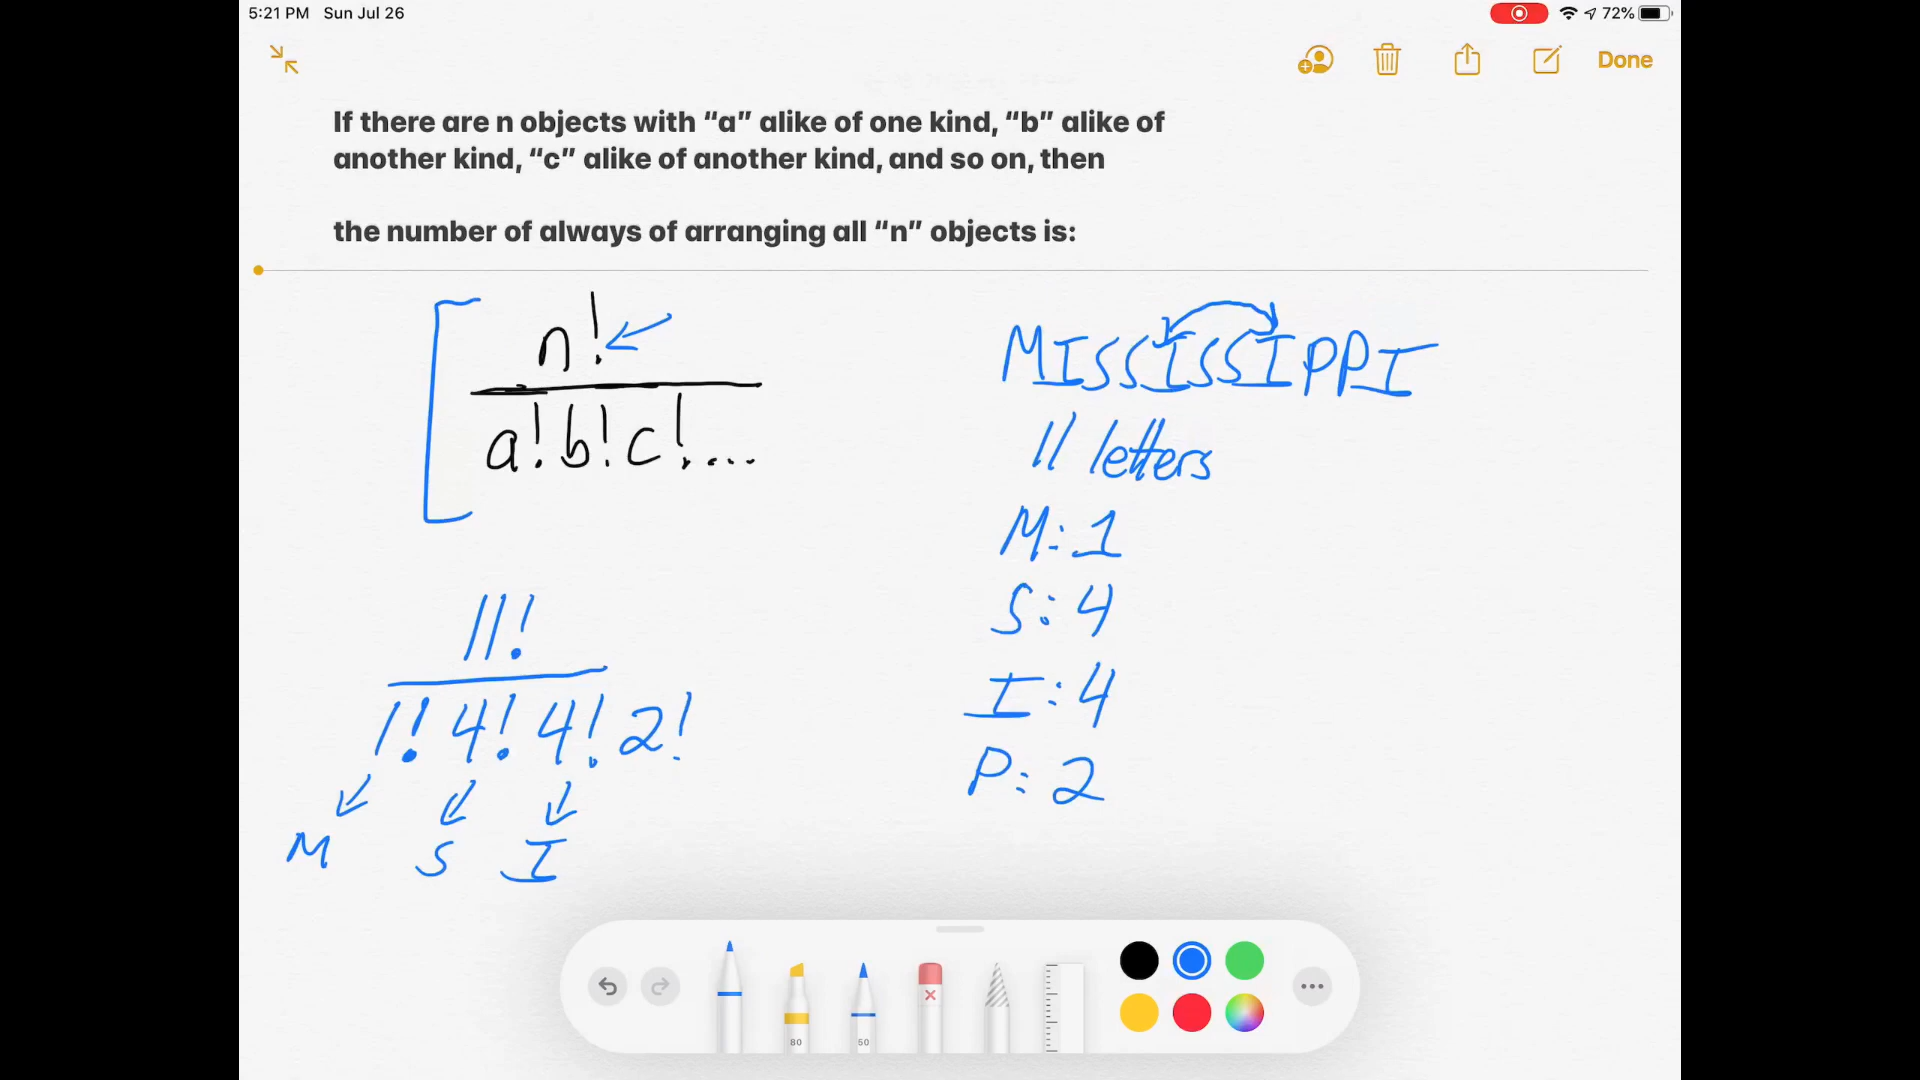 5:21 PM Sun Jul 26
72%
Done
If there are n objects with “a” alike of one kind, “b” alike of
another kind, “c” alike of another kind, and so on, then
the number of always of arranging all “n” objects is:
n!
a! b! c! ...
MISSISSIPPI
11 letters
M: 1
S: 4
I: 4
P: 2
11!
1! 4! 4! 2!
M S I
80 50